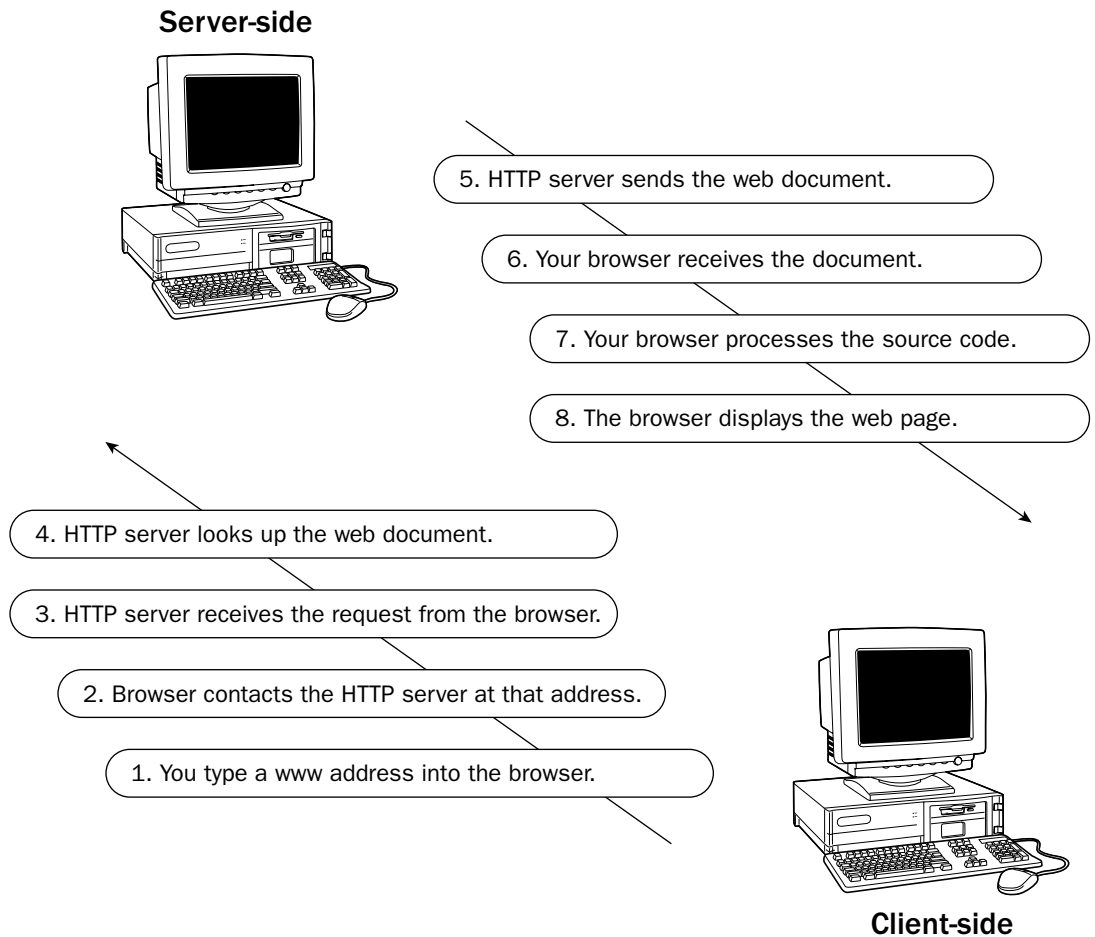 Server-side
5. HTTP server sends the web document.
6. Your browser receives the document.
7. Your browser processes the source code.
8. The browser displays the web page.
4. HTTP server looks up the web document.
3. HTTP server receives the request from the browser.
2. Browser contacts the HTTP server at that address.
1. You type a www address into the browser.
Client-side